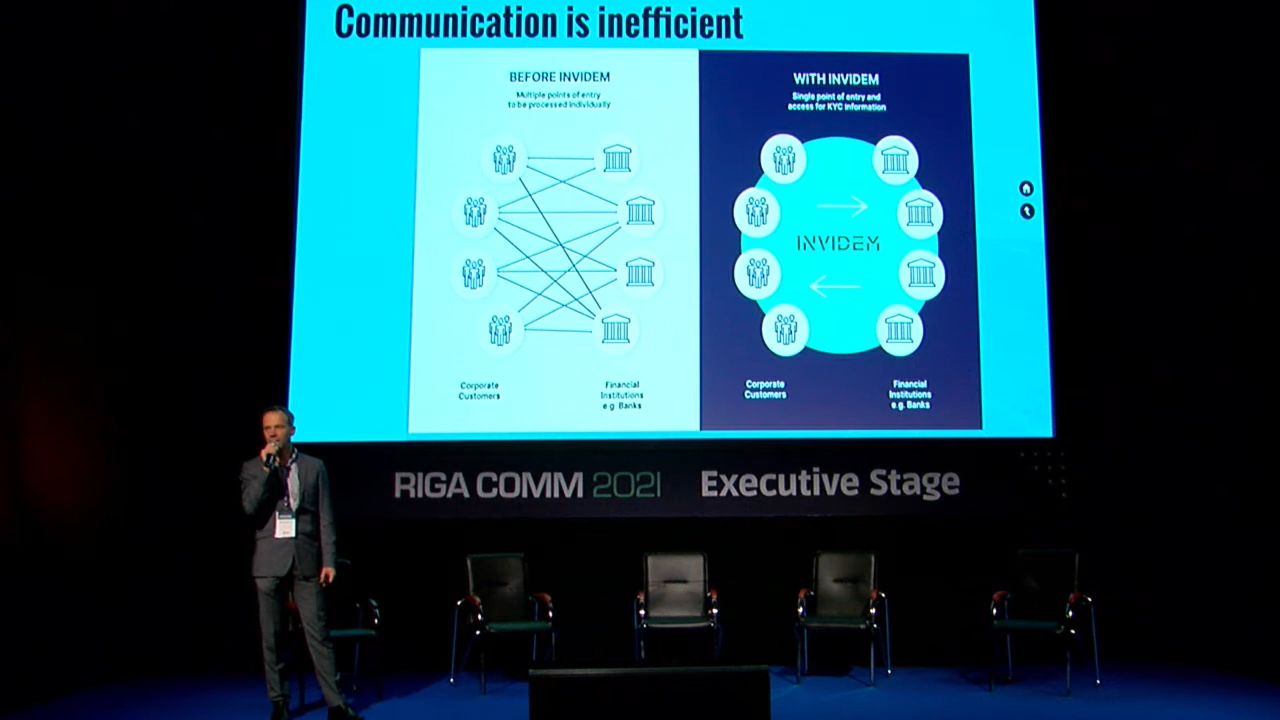 Communication is inefficient
BEFORE INVIDEM
Multiple points of entry
to be processed individually
Corporate
Customers
Financial
Institutions
e.g. Banks
WITH INVIDEM
Single point of entry and
access for KYC information
INVIDEM
Corporate
Customers
Financial
Institutions
e.g. Banks
RIGA COMM 2021 Executive Stage